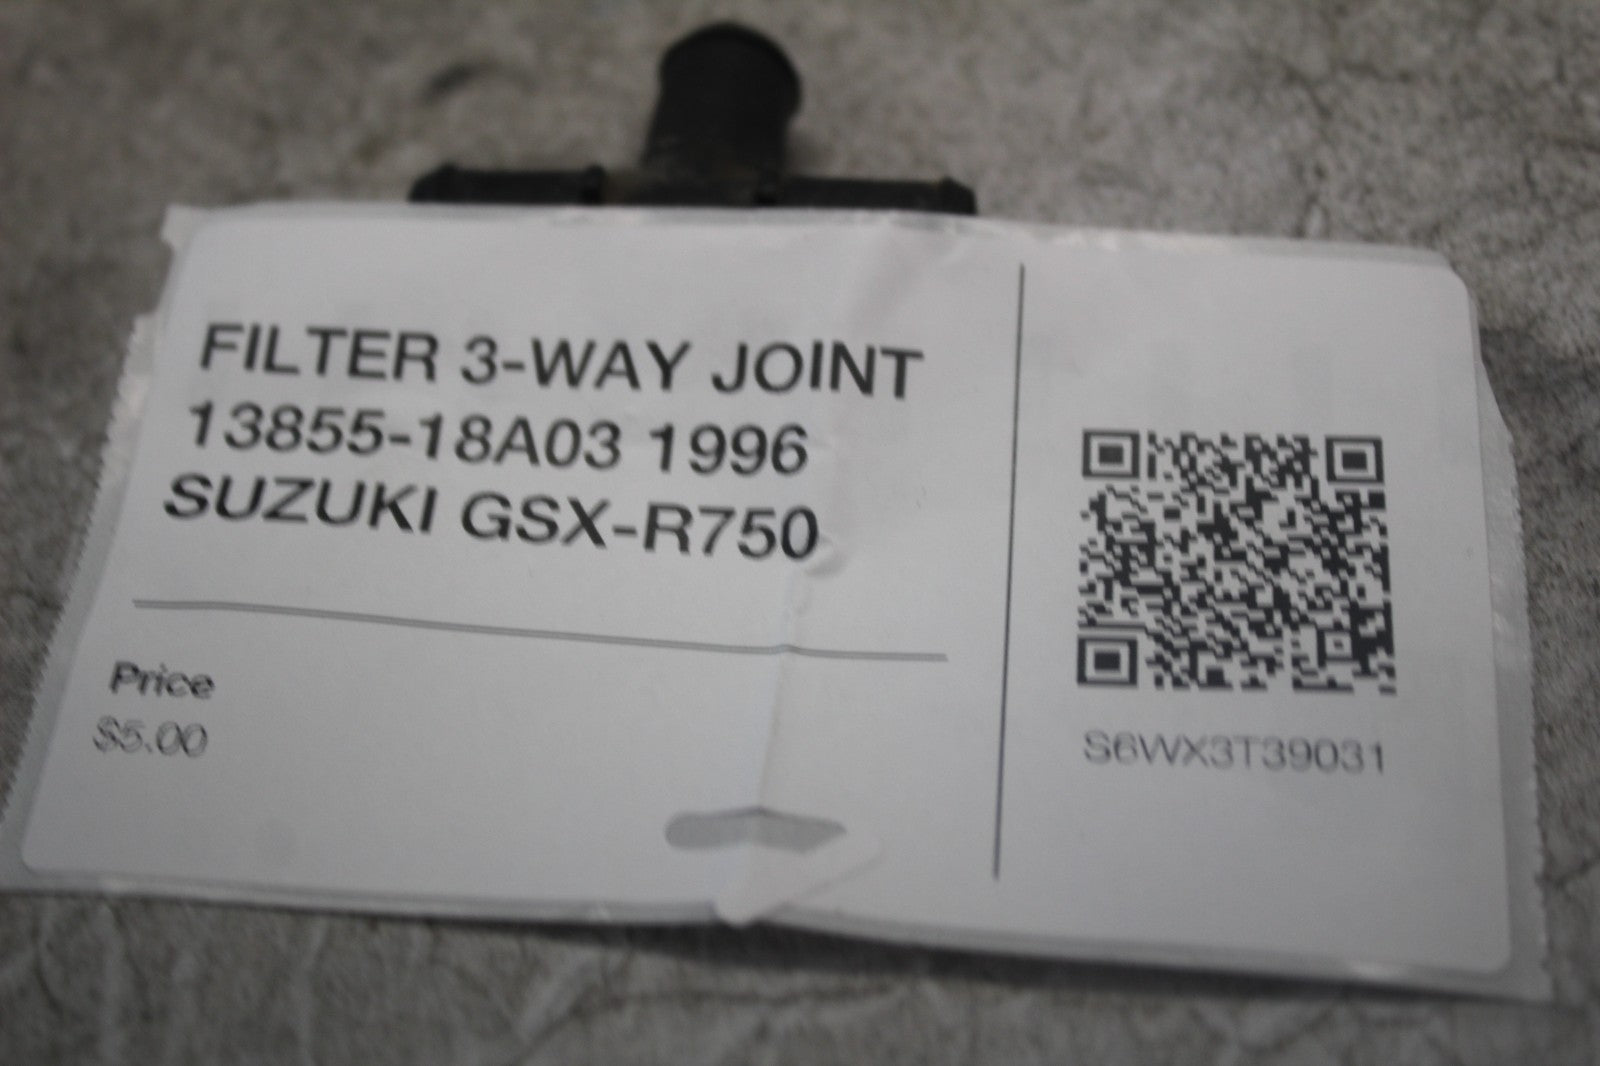 FILTER 3-WAY JOINT
13855-18A03 1996
SUZUKI GSX-R750
Price
$5.00
S6WX3T39031